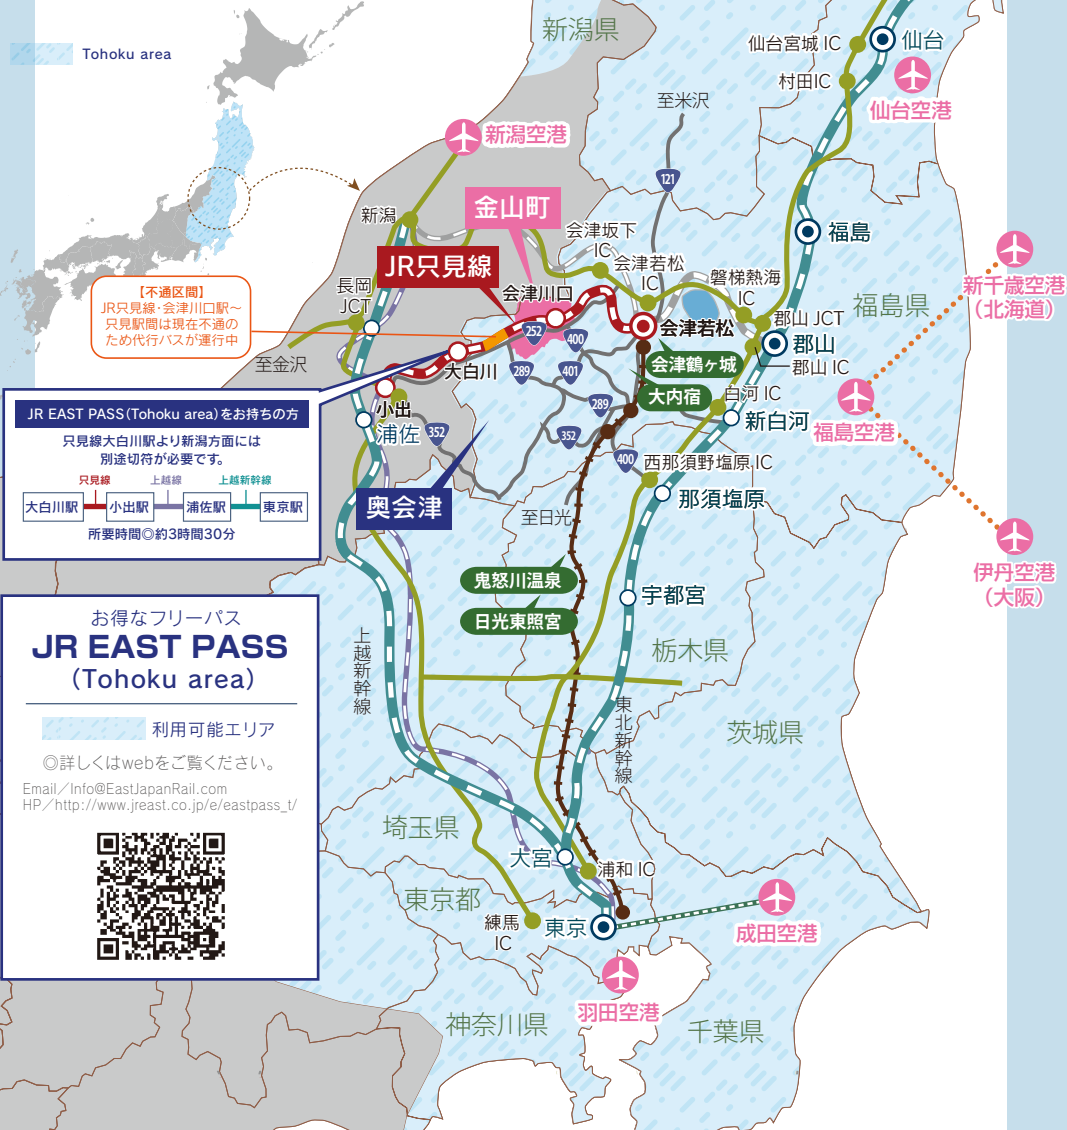 Tohoku area
新潟県
仙台宮城 IC
仙台
村田IC
仙台空港
至米沢
新潟空港
121
金山町
新潟
会津坂下
IC
福島
JR只見線
会津若松
IC
磐梯熱海
IC
新千歳空港
（北海道）
【不通区間】
JR只見線･会津川口駅〜
只見駅間は現在不通の
ため代行バスが運行中
長岡
JCT
会津川口
福島県
252
400
会津若松
郡山 JCT
郡山
郡山 IC
至金沢
大白川
289
401
会津鶴ヶ城
大内宿
白河 IC
小出
浦佐
352
289
352
新白河
福島空港
JR EAST PASS（Tohoku area）をお持ちの方
只見線大白川駅より新潟方面には
別途切符が必要です。
只見線
上越線
上越新幹線
大白川駅
小出駅
浦佐駅
東京駅
所要時間◎約3時間30分
400
西那須野塩原 IC
那須塩原
奥会津
至日光
伊丹空港
（大阪）
鬼怒川温泉
日光東照宮
宇都宮
お得なフリーパス
JR EAST PASS
（Tohoku area）
利用可能エリア
◎詳しくはwebをご覧ください。
Email／Info@EastJapanRail.com
HP／http://www.jreast.co.jp/e/eastpass_t/
上越新幹線
栃木県
東北新幹線
茨城県
埼玉県
大宮
浦和 IC
東京都
練馬
IC
東京
成田空港
羽田空港
神奈川県
千葉県